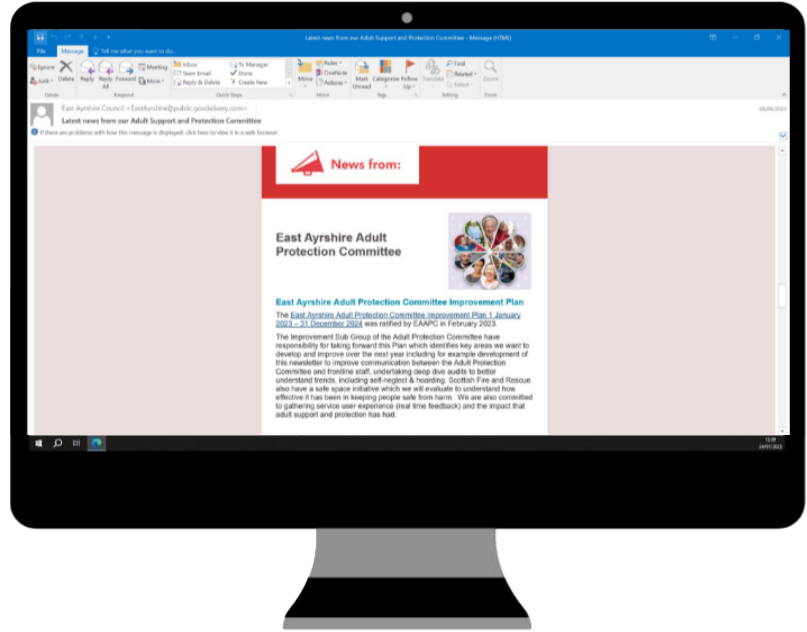 Latest news from our Adult Support and Protection Committee - Message (HTML)
File Message Tell me what you want to do...
Ignore Meeting Inbox To Manager Rules Find
Junk Delete Reply Reply All Forward More Team Email Done Move OneNote Mark Unread Categorize Follow Up Translate Related Zoom
Reply & Delete Create New Actions Select
Delete Respond Quick Steps Move Tags Editing Zoom
East Ayrshire Council <EastAyrshire@public.govdelivery.com>
Latest news from our Adult Support and Protection Committee
If there are problems with how this message is displayed, click here to view it in a web browser.
News from:
East Ayrshire Adult
Protection Committee
East Ayrshire Adult Protection Committee Improvement Plan
The East Ayrshire Adult Protection Committee Improvement Plan 1 January
2023 – 31 December 2024 was ratified by EAAPC in February 2023.
The Improvement Sub Group of the Adult Protection Committee have
responsibility for taking forward this Plan which identifies key areas we want to
develop and improve over the next year including for example development of
this newsletter to improve communication between the Adult Protection
Committee and frontline staff, undertaking deep dive audits to better
understand trends, including self-neglect & hoarding. Scottish Fire and Rescue
also have a safe space initiative which we will evaluate to understand how
effective it has been in keeping people safe from harm. We are also committed
to gathering service user experience (real time feedback) and the impact that
adult support and protection has had.